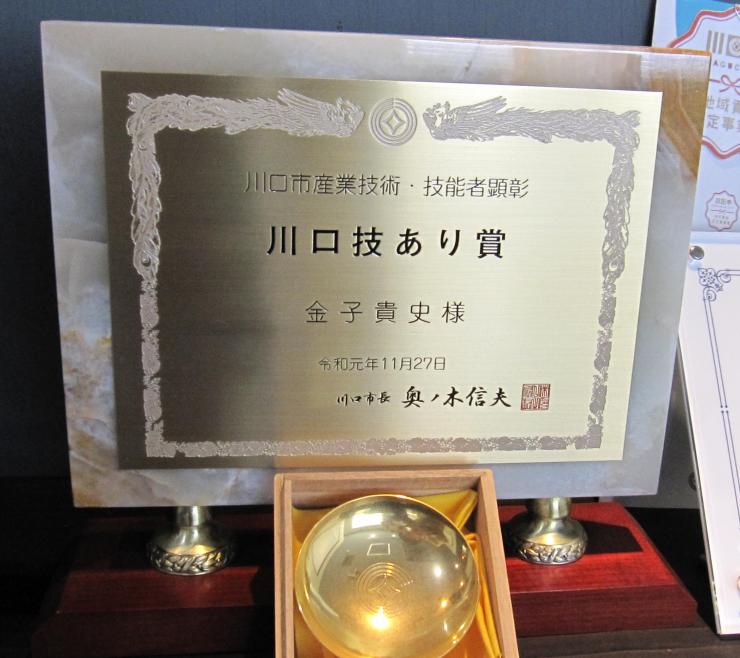 川口市産業技術・技能者顕彰
川口技あり賞
金子貴史様
令和元年11月27日
川口市長 奥ノ木信夫